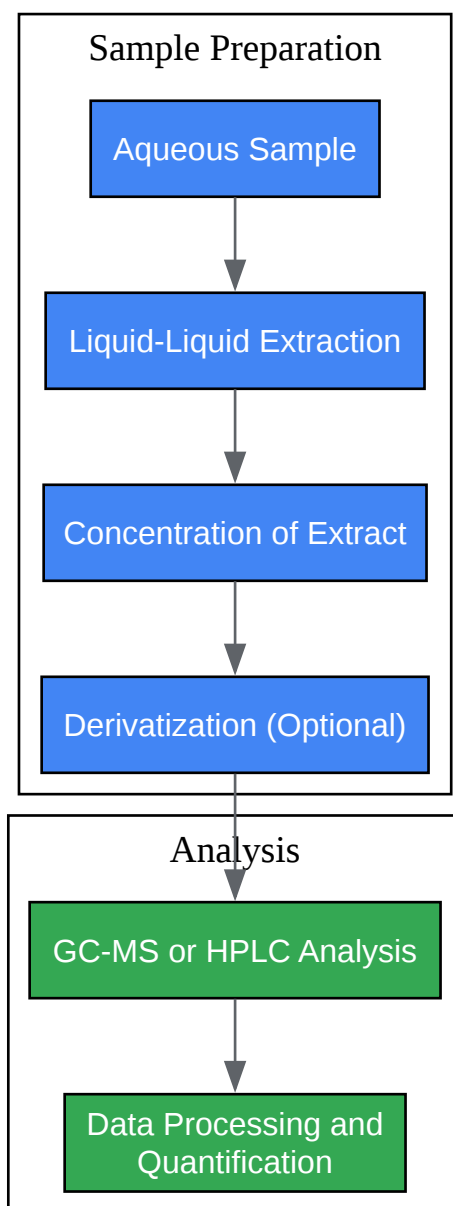 Sample Preparation
Aqueous Sample
Liquid-Liquid Extraction
Concentration of Extract
Derivatization (Optional)
Analysis
GC-MS or HPLC Analysis
Data Processing and
Quantification